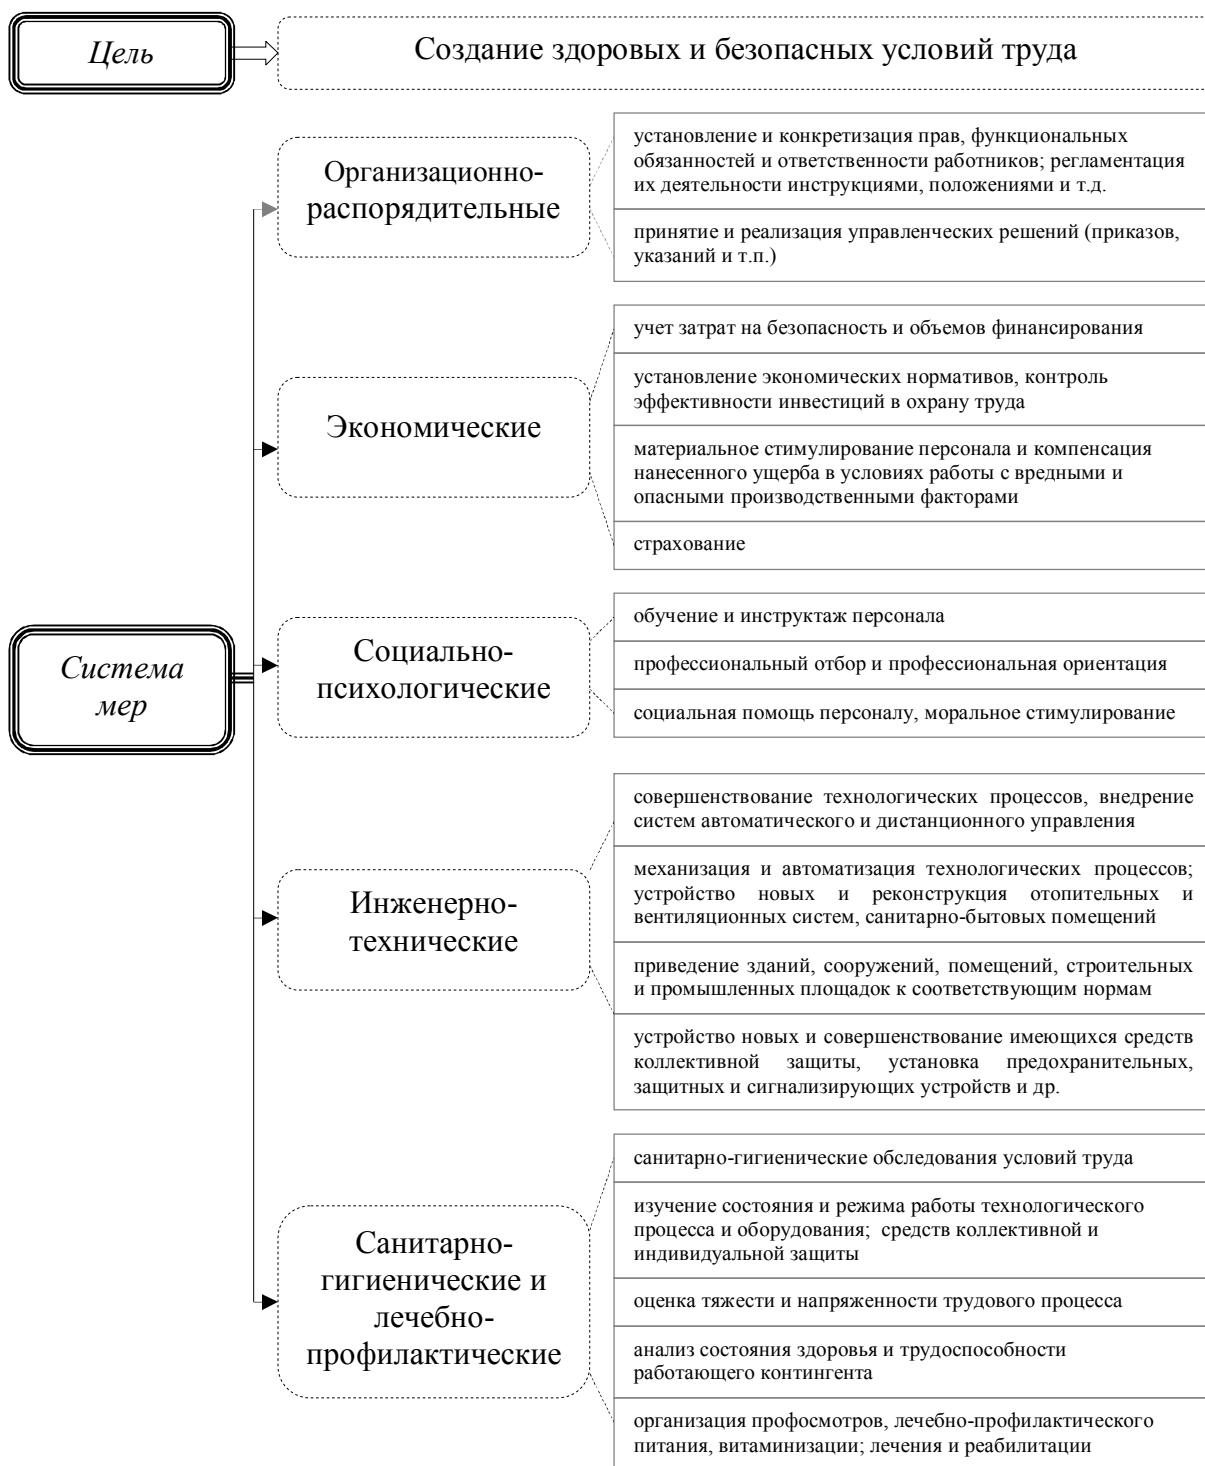 Цель
Создание здоровых и безопасных условий труда
Организационно-
распорядительные
установление и конкретизация прав, функциональных
обязанностей и ответственности работников; регламентация
их деятельности инструкциями, положениями и т.д.
принятие и реализация управленческих решений (приказов,
указаний и т.п.)
Экономические
учет затрат на безопасность и объемов финансирования
установление экономических нормативов, контроль
эффективности инвестиций в охрану труда
материальное стимулирование персонала и компенсация
нанесенного ущерба в условиях работы с вредными и
опасными производственными факторами
страхование
Система
мер
Социально-
психологические
обучение и инструктаж персонала
профессиональный отбор и профессиональная ориентация
социальная помощь персоналу, моральное стимулирование
Инженерно-
технические
совершенствование технологических процессов, внедрение
систем автоматического и дистанционного управления
механизация и автоматизация технологических процессов;
устройство новых и реконструкция отопительных и
вентиляционных систем, санитарно-бытовых помещений
приведение зданий, сооружений, помещений, строительных
и промышленных площадок к соответствующим нормам
устройство новых и совершенствование имеющихся средств
коллективной защиты, установка предохранительных,
защитных и сигнализирующих устройств и др.
Санитарно-
гигиенические и
лечебно-
профилактические
санитарно-гигиенические обследования условий труда
изучение состояния и режима работы технологического
процесса и оборудования; средств коллективной и
индивидуальной защиты
оценка тяжести и напряженности трудового процесса
анализ состояния здоровья и трудоспособности
работающего контингента
организация профосмотров, лечебно-профилактического
питания, витаминизации; лечения и реабилитации